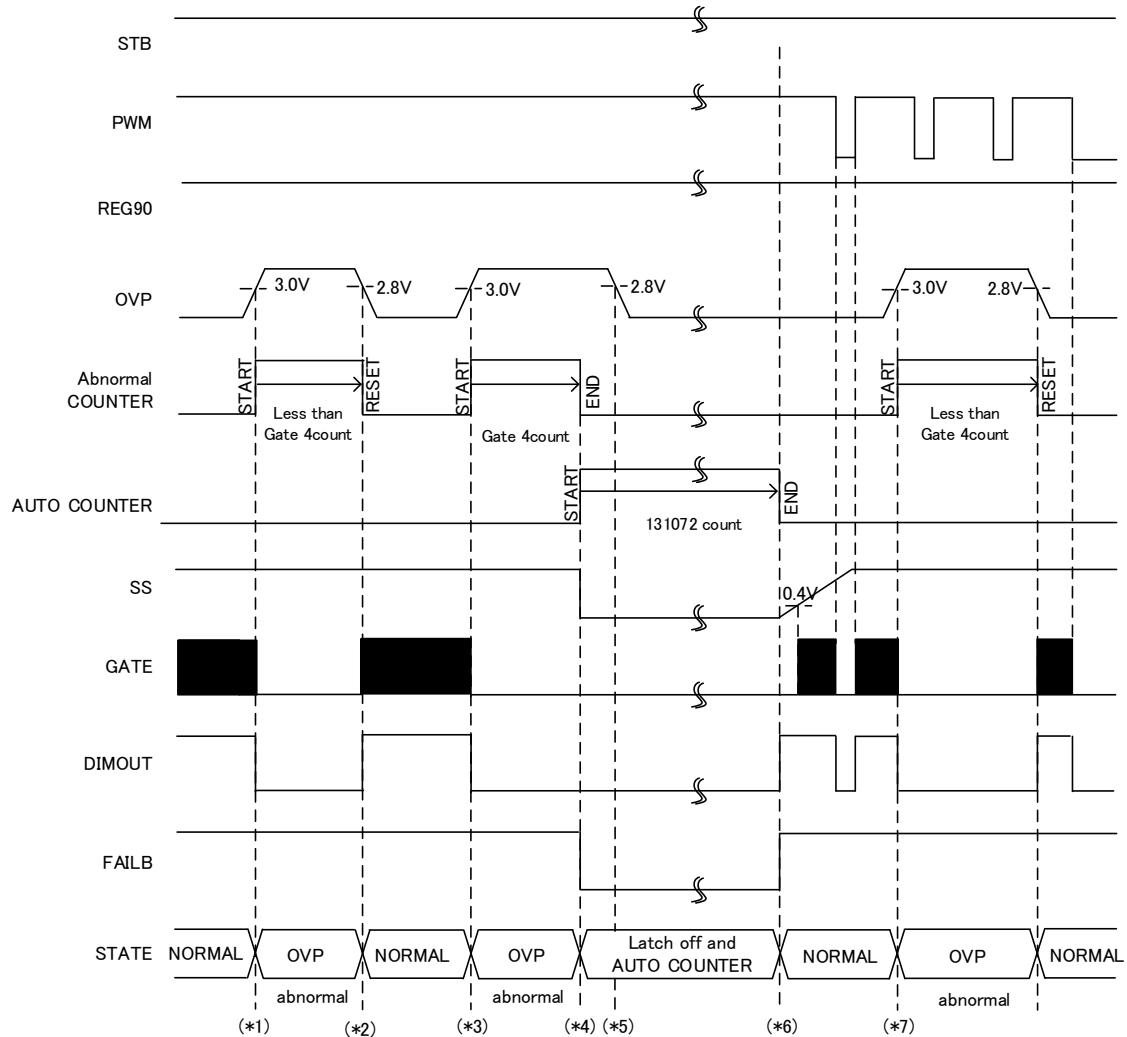 STB
PWM
REG90
OVP
3.0V
2.8V
3.0V
2.8V
3.0V
2.8V
Abnormal
COUNTER
START
RESET
START
END
START
RESET
Less than
Gate 4count
Gate 4count
Less than
Gate 4count
AUTO COUNTER
START
END
131072 count
SS
0.4V
GATE
DIMOUT
FAILB
STATE
NORMAL
OVP
NORMAL
OVP
Latch off and
AUTO COUNTER
NORMAL
OVP
NORMAL
abnormal
abnormal
abnormal
(*1)
(*2)
(*3)
(*4)
(*5)
(*6)
(*7)